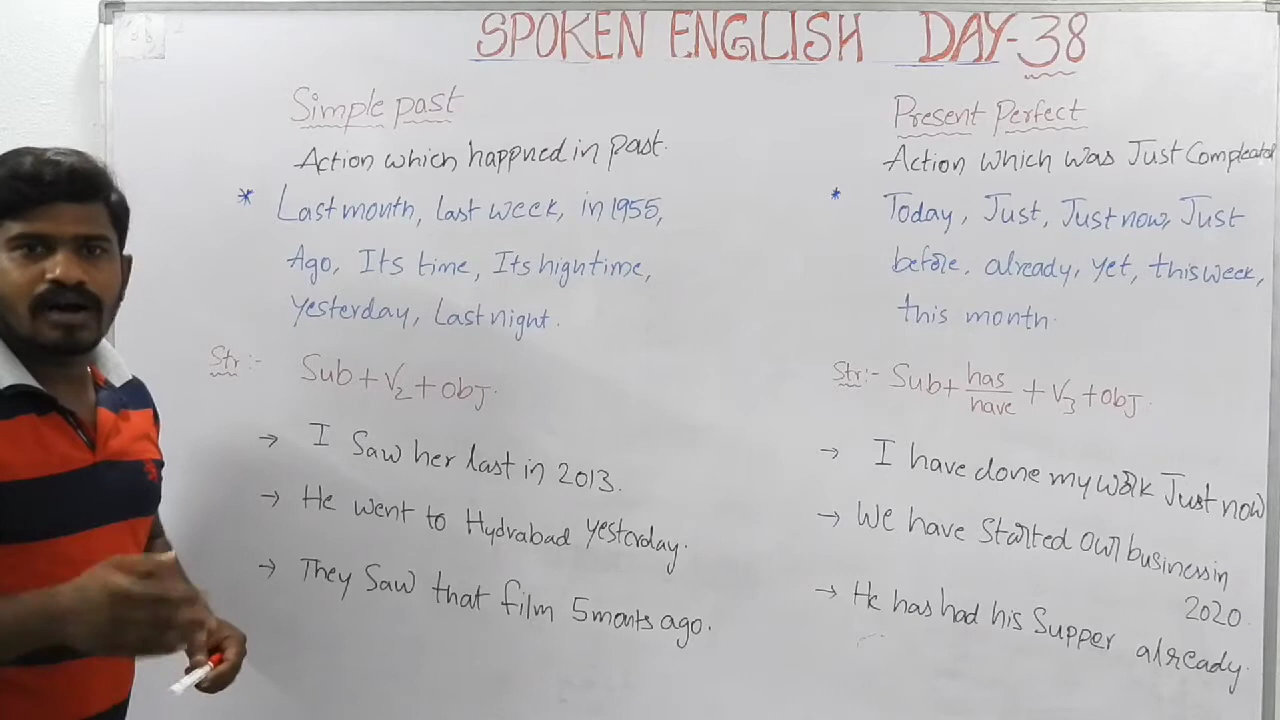 SPOKEN ENGLISH DAY-38
Simple past
Action which happned in past.
* Last month, last week, in 1955,
Ago, Its time, Its high time,
yesterday, Last night.
Str:- Sub + V2 + obj.
→ I Saw her last in 2013.
→ He went to Hydrabad yesterday.
→ They Saw that film 5 monts ago.
Present Perfect
Action which was Just Compleated
* Today, Just, Just now, Just
before, already, yet, this week,
this month.
Str:- Sub + has/have + V3 + obj.
→ I have done my work Just now
→ We have Started our business in
2020.
→ He has had his Supper already.